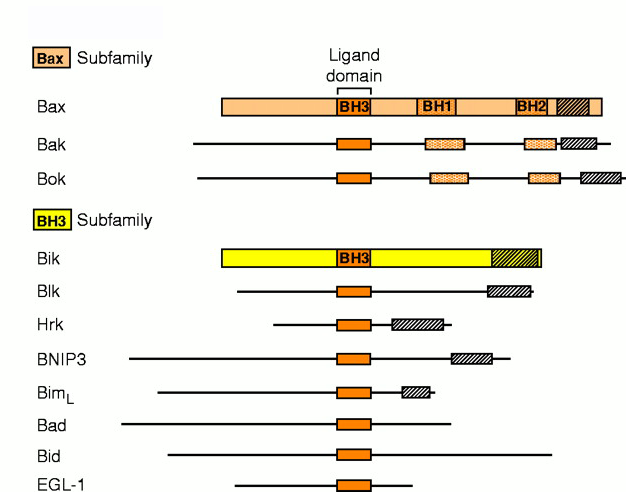 Bax Subfamily
Ligand
domain
Bax BH3 BH1 BH2
Bak
Bok
BH3 Subfamily
Bik BH3
Blk
Hrk
BNIP3
BimL
Bad
Bid
EGL-1